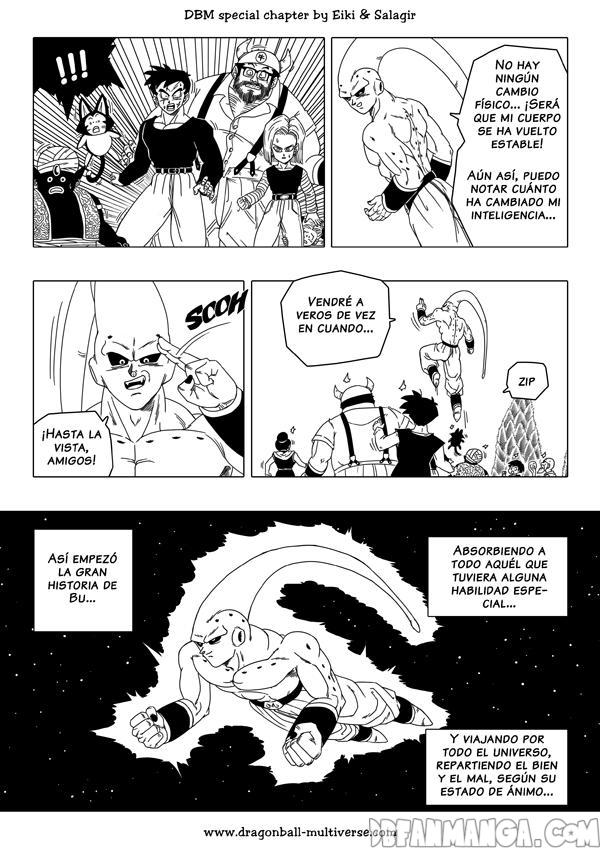 DBM special chapter by Eiki & Salagir
!!!
No hay
ningún
cambio
físico... ¡Será
que mi cuerpo
se ha vuelto
estable!
Aún así, puedo
notar cuánto
ha cambiado mi
inteligencia...
SCOH
¡Hasta la
vista,
amigos!
Vendré a
veros de vez
en cuando...
ZIP
Así empezó
la gran
historia de
Bu...
Absorbiendo a
todo aquél que
tuviera alguna
habilidad espe-
cial...
Y viajando por
todo el universo,
repartiendo el bien
y el mal, según su
estado de ánimo...
www.dragonball-multiverse.com
DBFANMANGA.COM